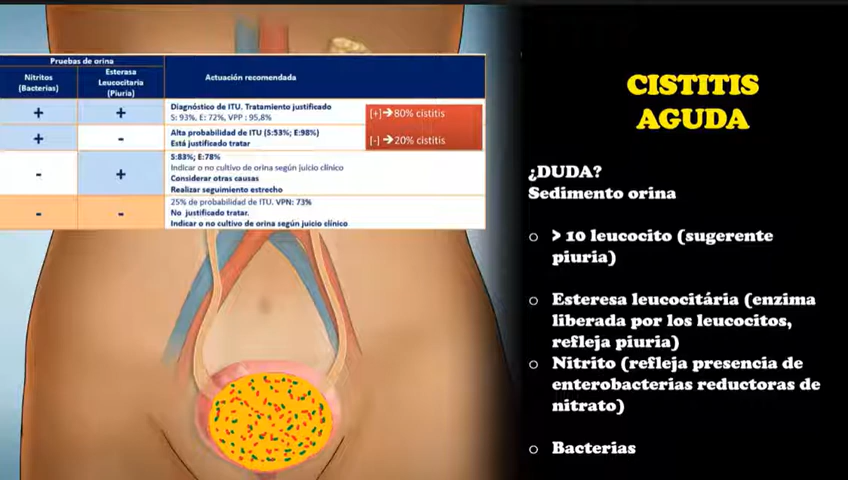 Pruebas de orina
Nitritos
(Bacterias)
Esterasa
Leucocitaria
(Piuria)
Actuación recomendada
+
+
Diagnóstico de ITU. Tratamiento justificado
S: 93%, E: 72%, VPP : 95,8%
+
-
Alta probabilidad de ITU (S:53%; E:98%)
Está justificado tratar
[+]→80% cistitis
[-] →20% cistitis
-
+
S:83%; E:78%
Indicar o no cultivo de orina según juicio clínico
Considerar otras causas
Realizar seguimiento estrecho
-
-
25% de probabilidad de ITU. VPN: 73%
No justificado tratar.
Indicar o no cultivo de orina según juicio clínico
CISTITIS
AGUDA
¿DUDA?
Sedimento orina
> 10 leucocito (sugerente
piuria)
Esteresa leucocitária (enzima
liberada por los leucocitos,
refleja piuria)
Nitrito (refleja presencia de
enterobacterias reductoras de
nitrato)
Bacterias